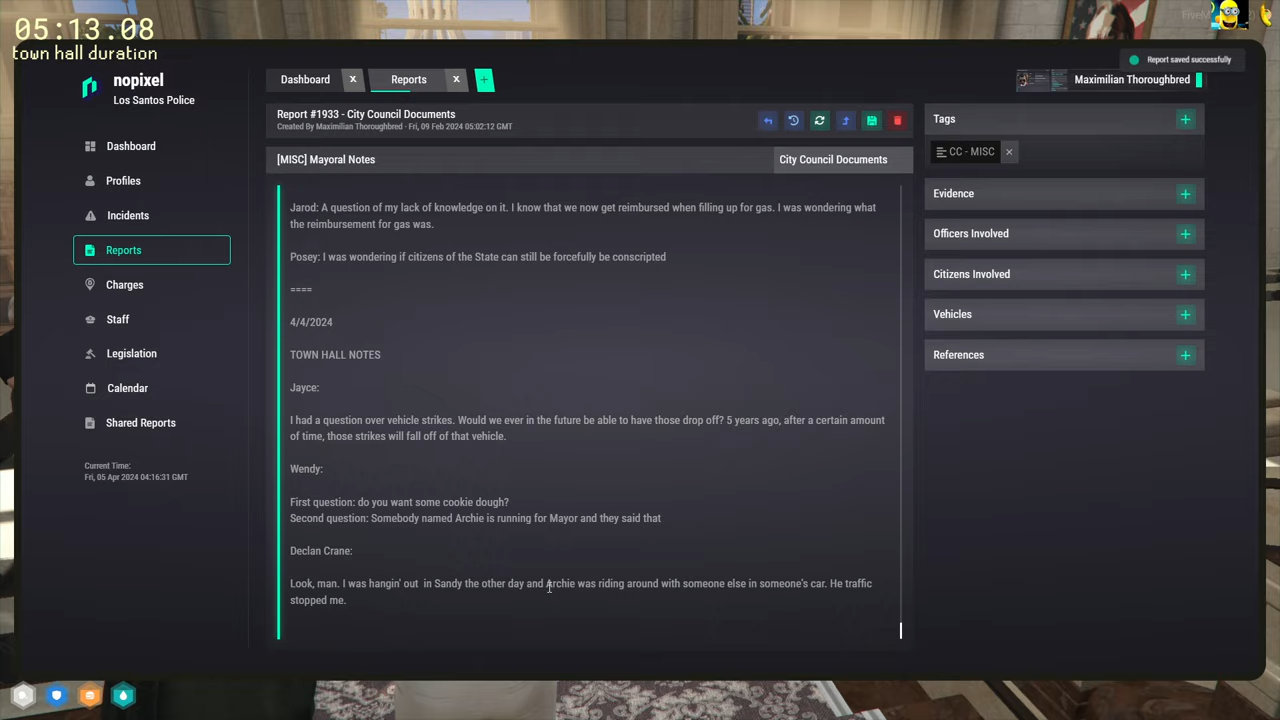 05:13.08
town hall duration
FiveM
nopixel
Los Santos Police
Dashboard
Profiles
Incidents
Reports
Charges
Staff
Legislation
Calendar
Shared Reports
Current Time:
Fri, 05 Apr 2024 04:16:31 GMT
Dashboard x Reports x +
Report saved successfully
Maximilian Thoroughbred
Report #1933 - City Council Documents
Created By Maximilian Thoroughbred - Fri, 09 Feb 2024 05:02:12 GMT
[MISC] Mayoral Notes
City Council Documents
Jarod: A question of my lack of knowledge on it. I know that we now get reimbursed when filling up for gas. I was wondering what
the reimbursement for gas was.
Posey: I was wondering if citizens of the State can still be forcefully be conscripted
====
4/4/2024
TOWN HALL NOTES
Jayce:
I had a question over vehicle strikes. Would we ever in the future be able to have those drop off? 5 years ago, after a certain amount
of time, those strikes will fall off of that vehicle.
Wendy:
First question: do you want some cookie dough?
Second question: Somebody named Archie is running for Mayor and they said that
Declan Crane:
Look, man. I was hangin' out in Sandy the other day and Archie was riding around with someone else in someone's car. He traffic
stopped me.
Tags +
CC - MISC x
Evidence +
Officers Involved +
Citizens Involved +
Vehicles +
References +